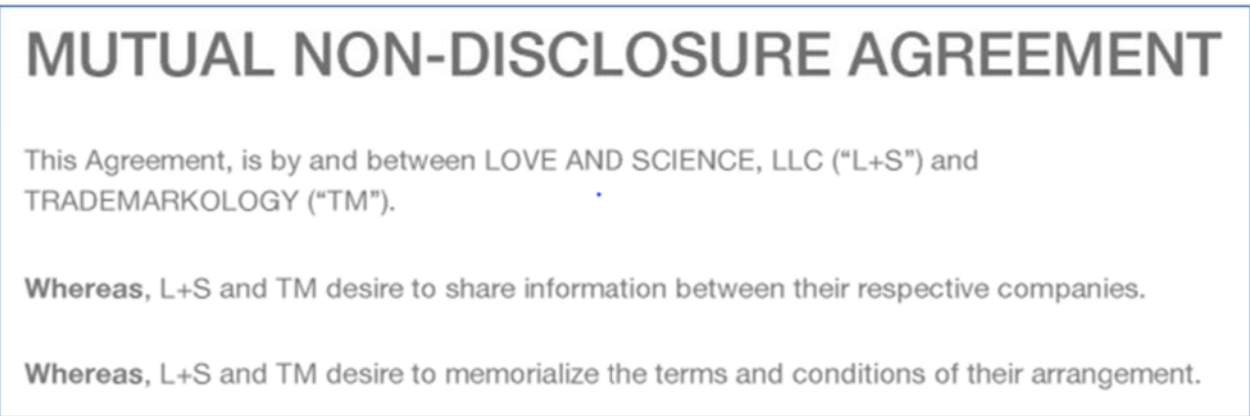 MUTUAL NON-DISCLOSURE AGREEMENT
This Agreement, is by and between LOVE AND SCIENCE, LLC (“L+S”) and
TRADEMARKOLOGY (“TM”).
Whereas, L+S and TM desire to share information between their respective companies.
Whereas, L+S and TM desire to memorialize the terms and conditions of their arrangement.